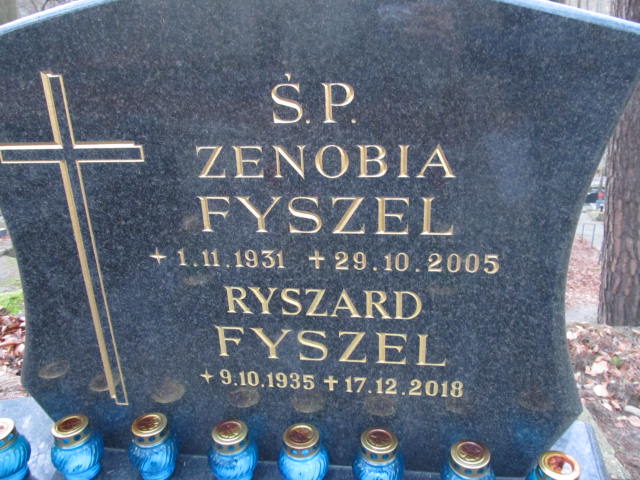 Ś.P.
ZENOBIA
FYSZEL
⭑1.11.1931 +29.10.2005
RYSZARD
FYSZEL
⭑9.10.1935 +17.12.2018